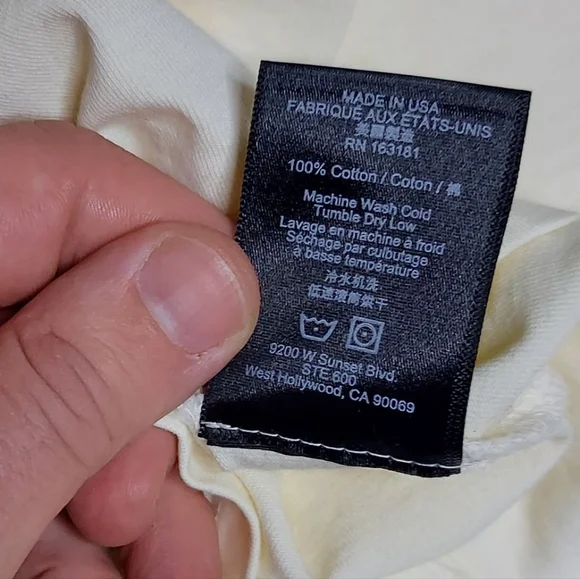 MADE IN USA
FABRIQUE AUX ETATS-UNIS
美國製造
RN 163181
100% Cotton / Coton / 棉
Machine Wash Cold
Tumble Dry Low
Lavage en machine à froid
Séchage par culbutage
à basse température
冷水机洗
低速滚筒烘干
9200 W Sunset Blvd.
STE 600
West Hollywood, CA 90069